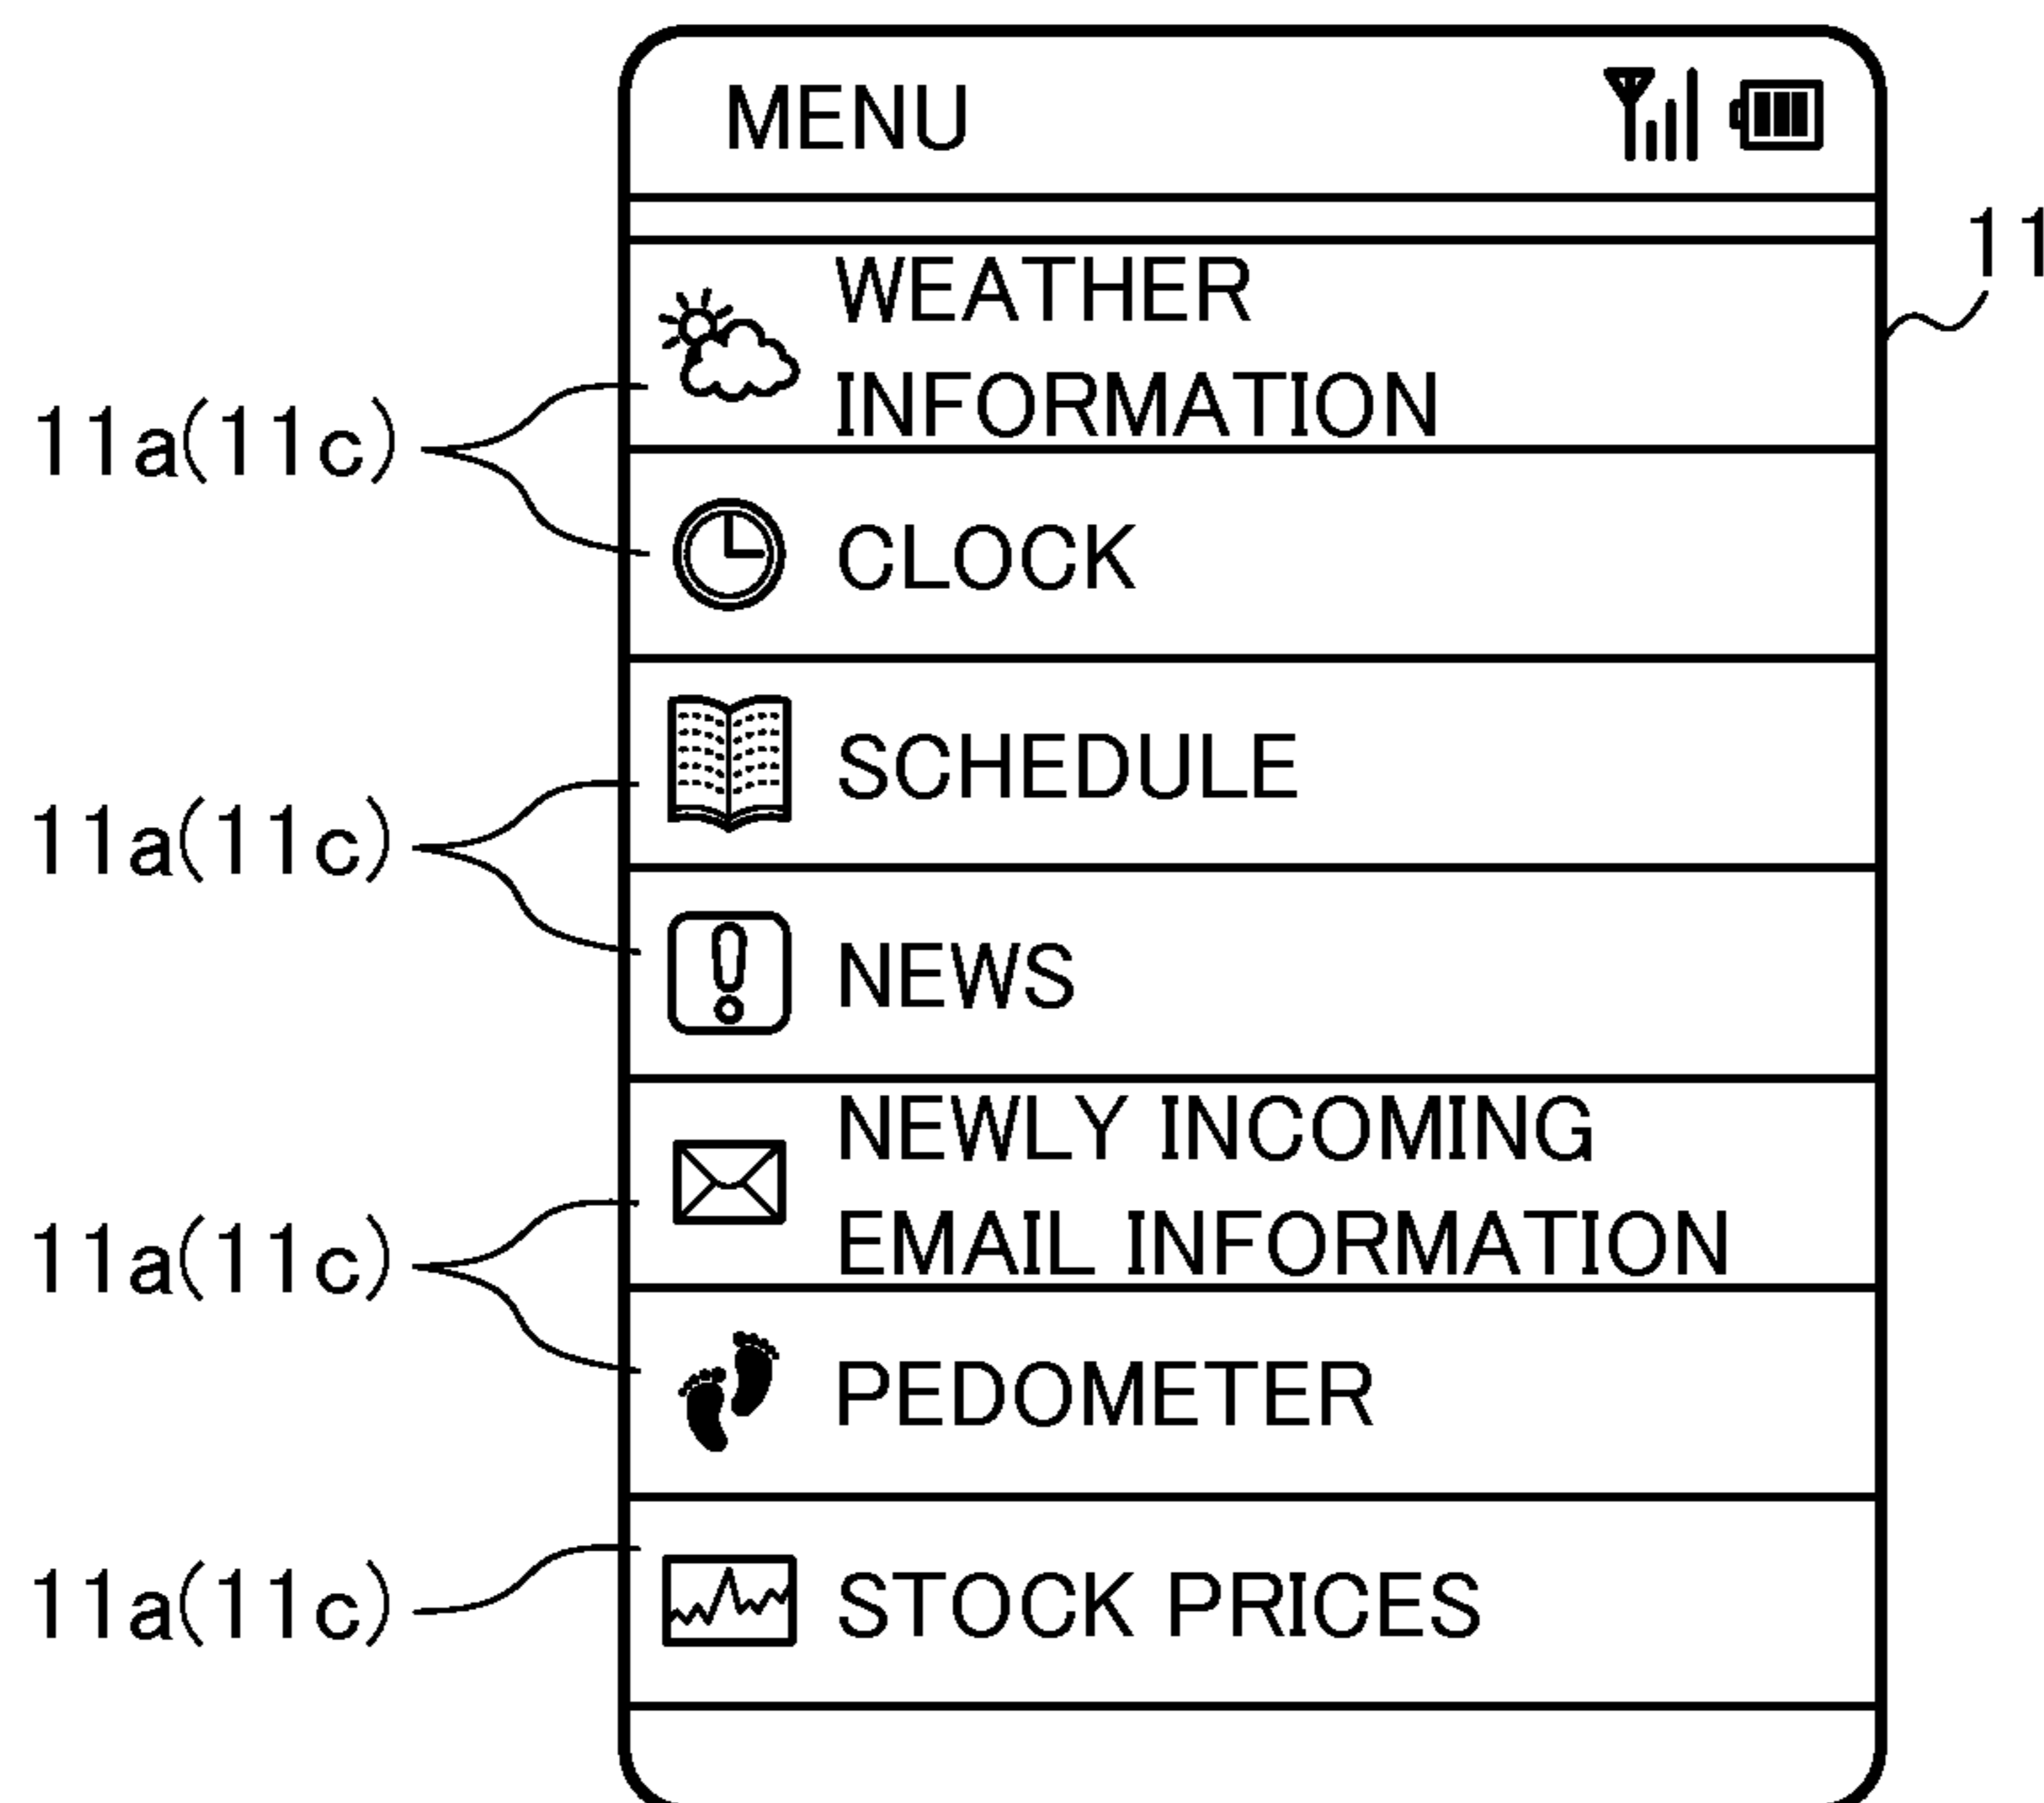 MENU
11
WEATHER
INFORMATION
11a(11c)
CLOCK
SCHEDULE
11a(11c)
NEWS
NEWLY INCOMING
EMAIL INFORMATION
11a(11c)
PEDOMETER
11a(11c)
STOCK PRICES